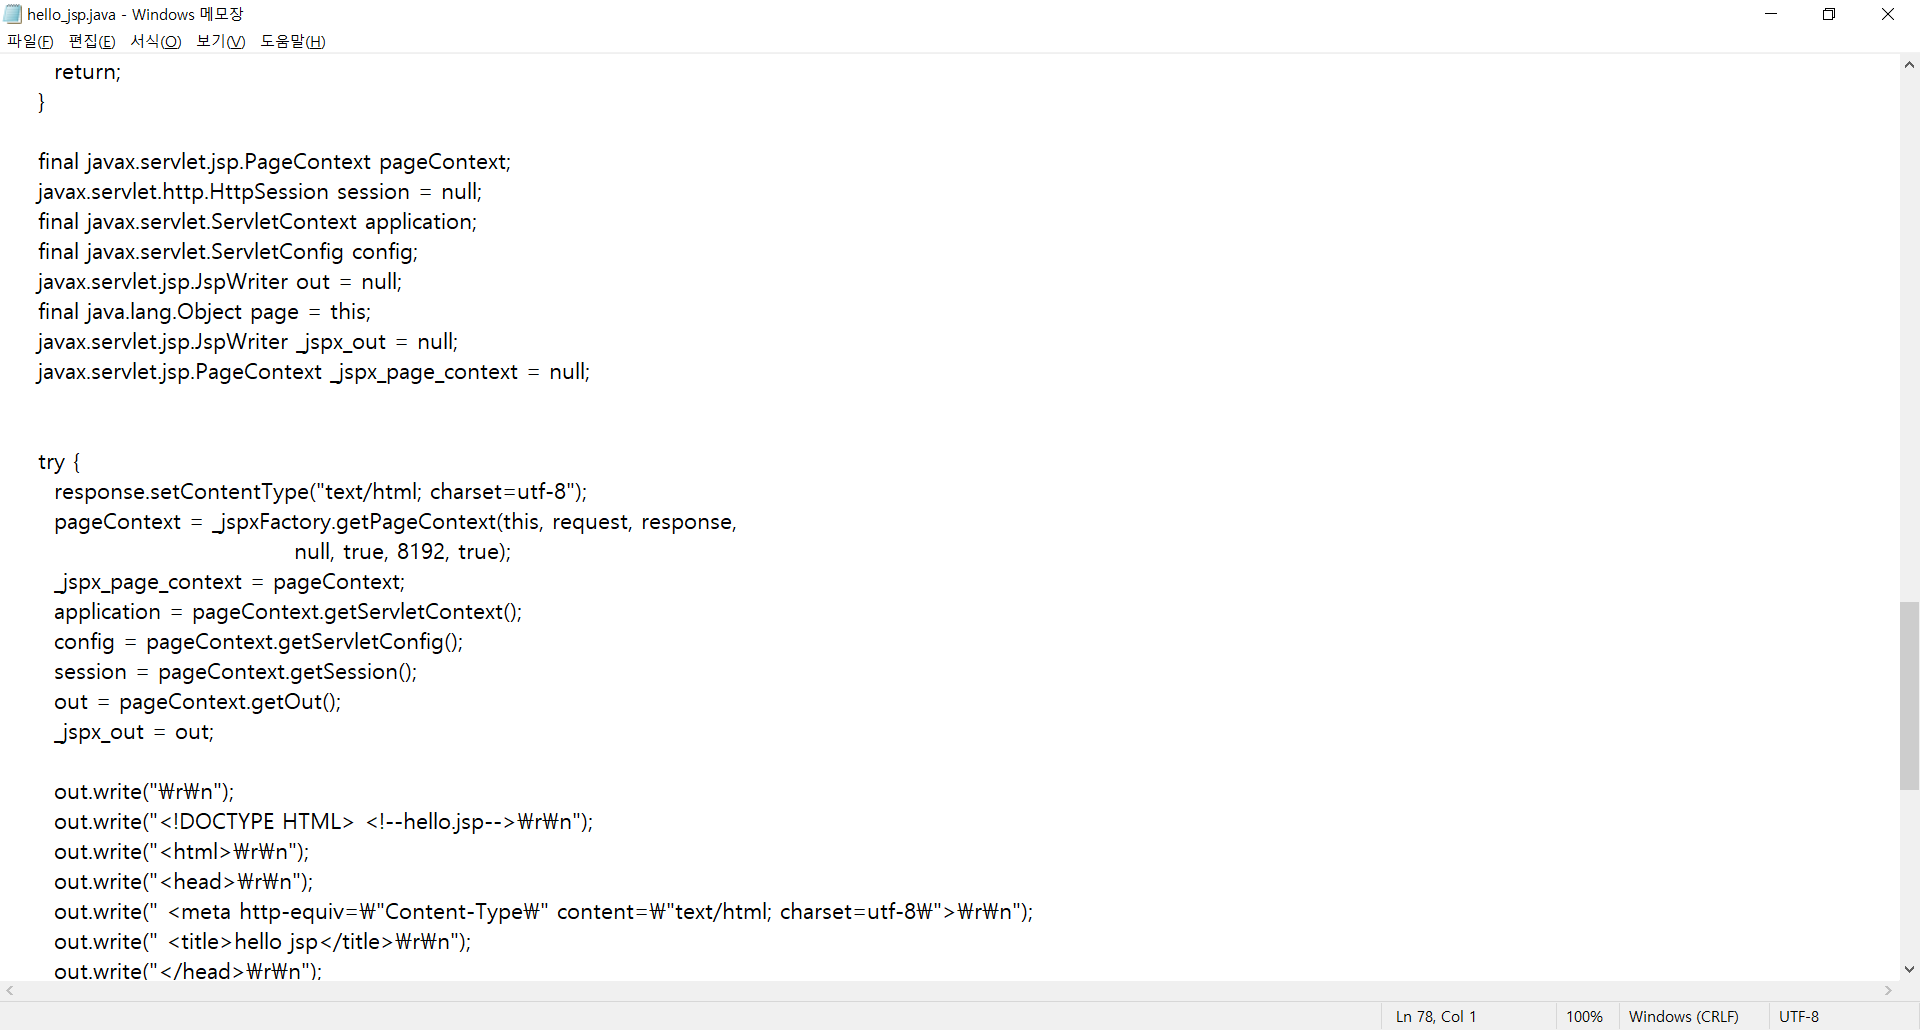 hello_jsp.java - Windows 메모장
파일(F) 편집(E) 서식(O) 보기(V) 도움말(H)
return;
}
final javax.servlet.jsp.PageContext pageContext;
javax.servlet.http.HttpSession session = null;
final javax.servlet.ServletContext application;
final javax.servlet.ServletConfig config;
javax.servlet.jsp.JspWriter out = null;
final java.lang.Object page = this;
javax.servlet.jsp.JspWriter _jspx_out = null;
javax.servlet.jsp.PageContext _jspx_page_context = null;
try {
response.setContentType("text/html; charset=utf-8");
pageContext = _jspxFactory.getPageContext(this, request, response,
null, true, 8192, true);
_jspx_page_context = pageContext;
application = pageContext.getServletContext();
config = pageContext.getServletConfig();
session = pageContext.getSession();
out = pageContext.getOut();
_jspx_out = out;
out.write("₩r₩n");
out.write("<!DOCTYPE HTML> <!--hello.jsp-->₩r₩n");
out.write("<html>₩r₩n");
out.write("<head>₩r₩n");
out.write(" <meta http-equiv=₩"Content-Type₩" content=₩"text/html; charset=utf-8₩">₩r₩n");
out.write(" <title>hello jsp</title>₩r₩n");
out.write("</head>₩r₩n");
Ln 78, Col 1 100% Windows (CRLF) UTF-8